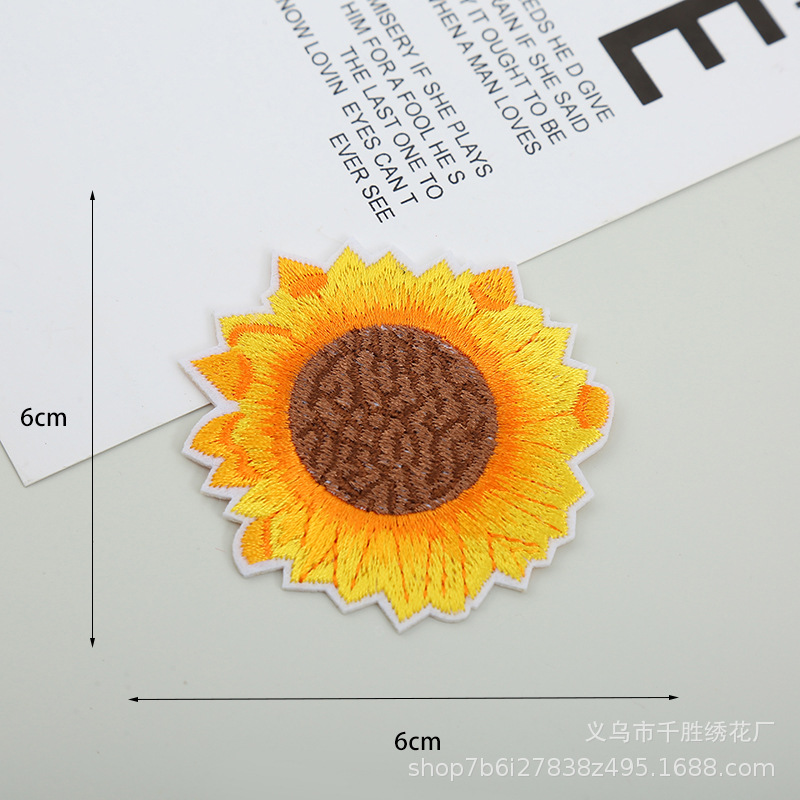 EEDS HE D GIVE
RAIN IF SHE SAID
Y IT OUGHT TO BE
WHEN A MAN LOVES
MISERY IF SHE PLAYS
HIM FOR A FOOL HE S
THE LAST ONE TO
NOW LOVIN EYES CAN T
EVER SEE
E
6cm
6cm
义乌市千胜绣花厂
shop7b6i27838z495.1688.com